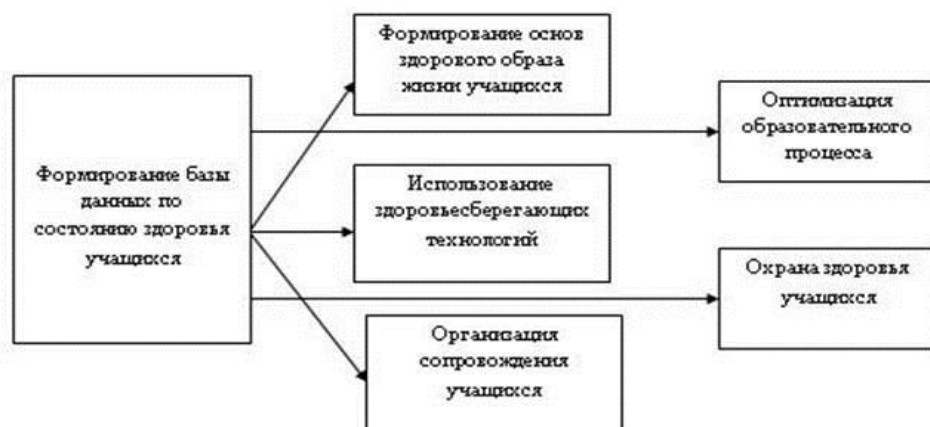 Формирование базы
данных по
состоянию здоровья
учащихся
Формирование основ
здорового образа
жизни учащихся
Использование
здоровьесберегающих
технологий
Организация
сопровождения
учащихся
Оптимизация
образовательного
процесса
Охрана здоровья
учащихся